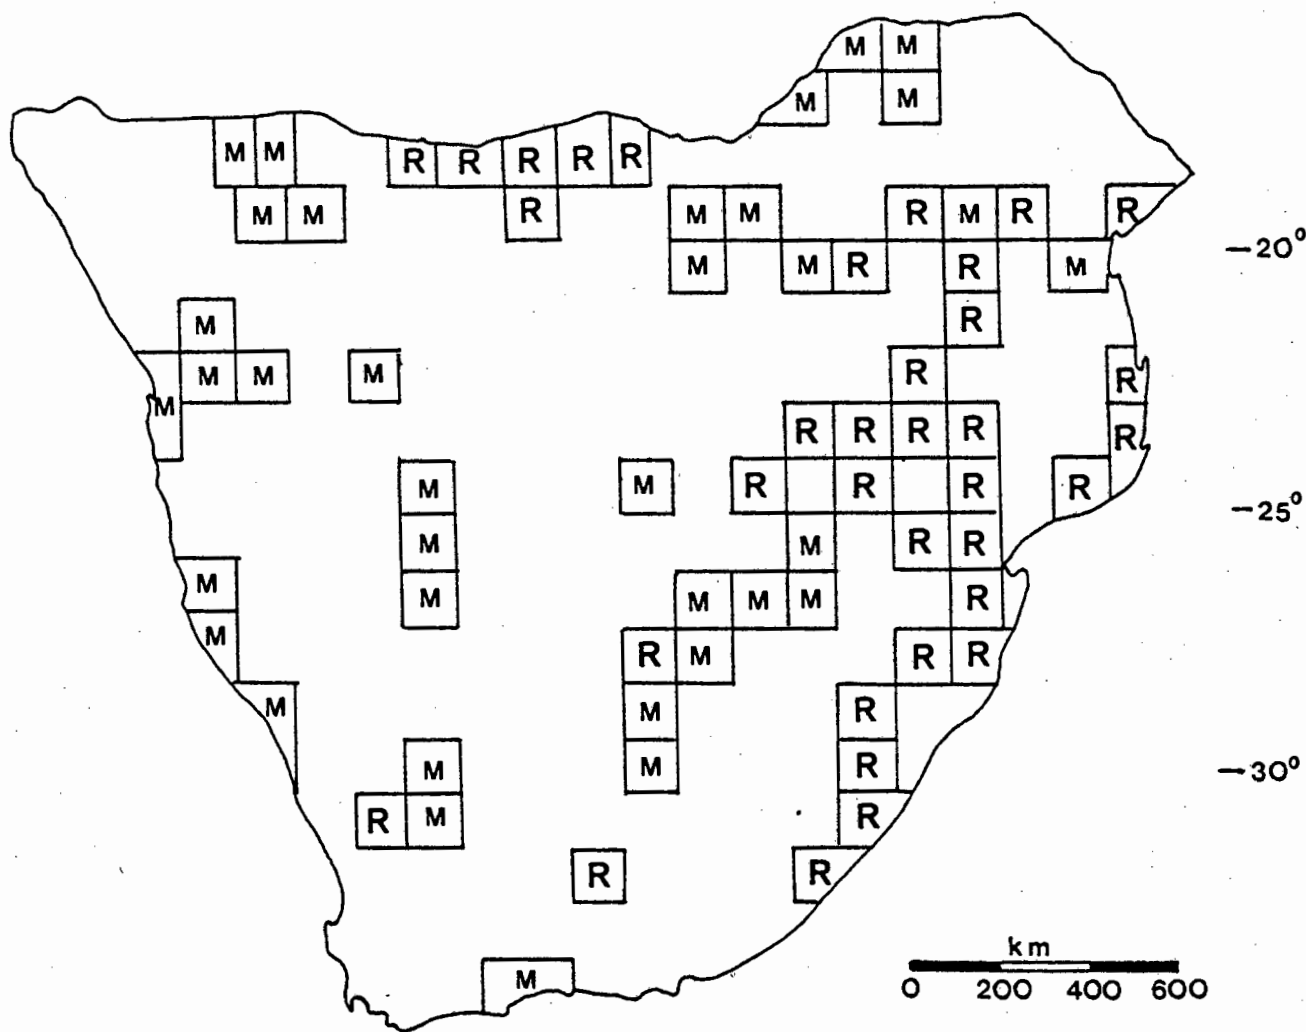 M M
M M
M M R R R R R
M M R M M R M R R
−20°
M M R R M
M R
M M M R R
M R R R R R
M M R R R R
−25°
M M R R
M M M M M R
M R M R R
M M R
M M R
−30°
R M R
R R
M
km
0 200 400 600